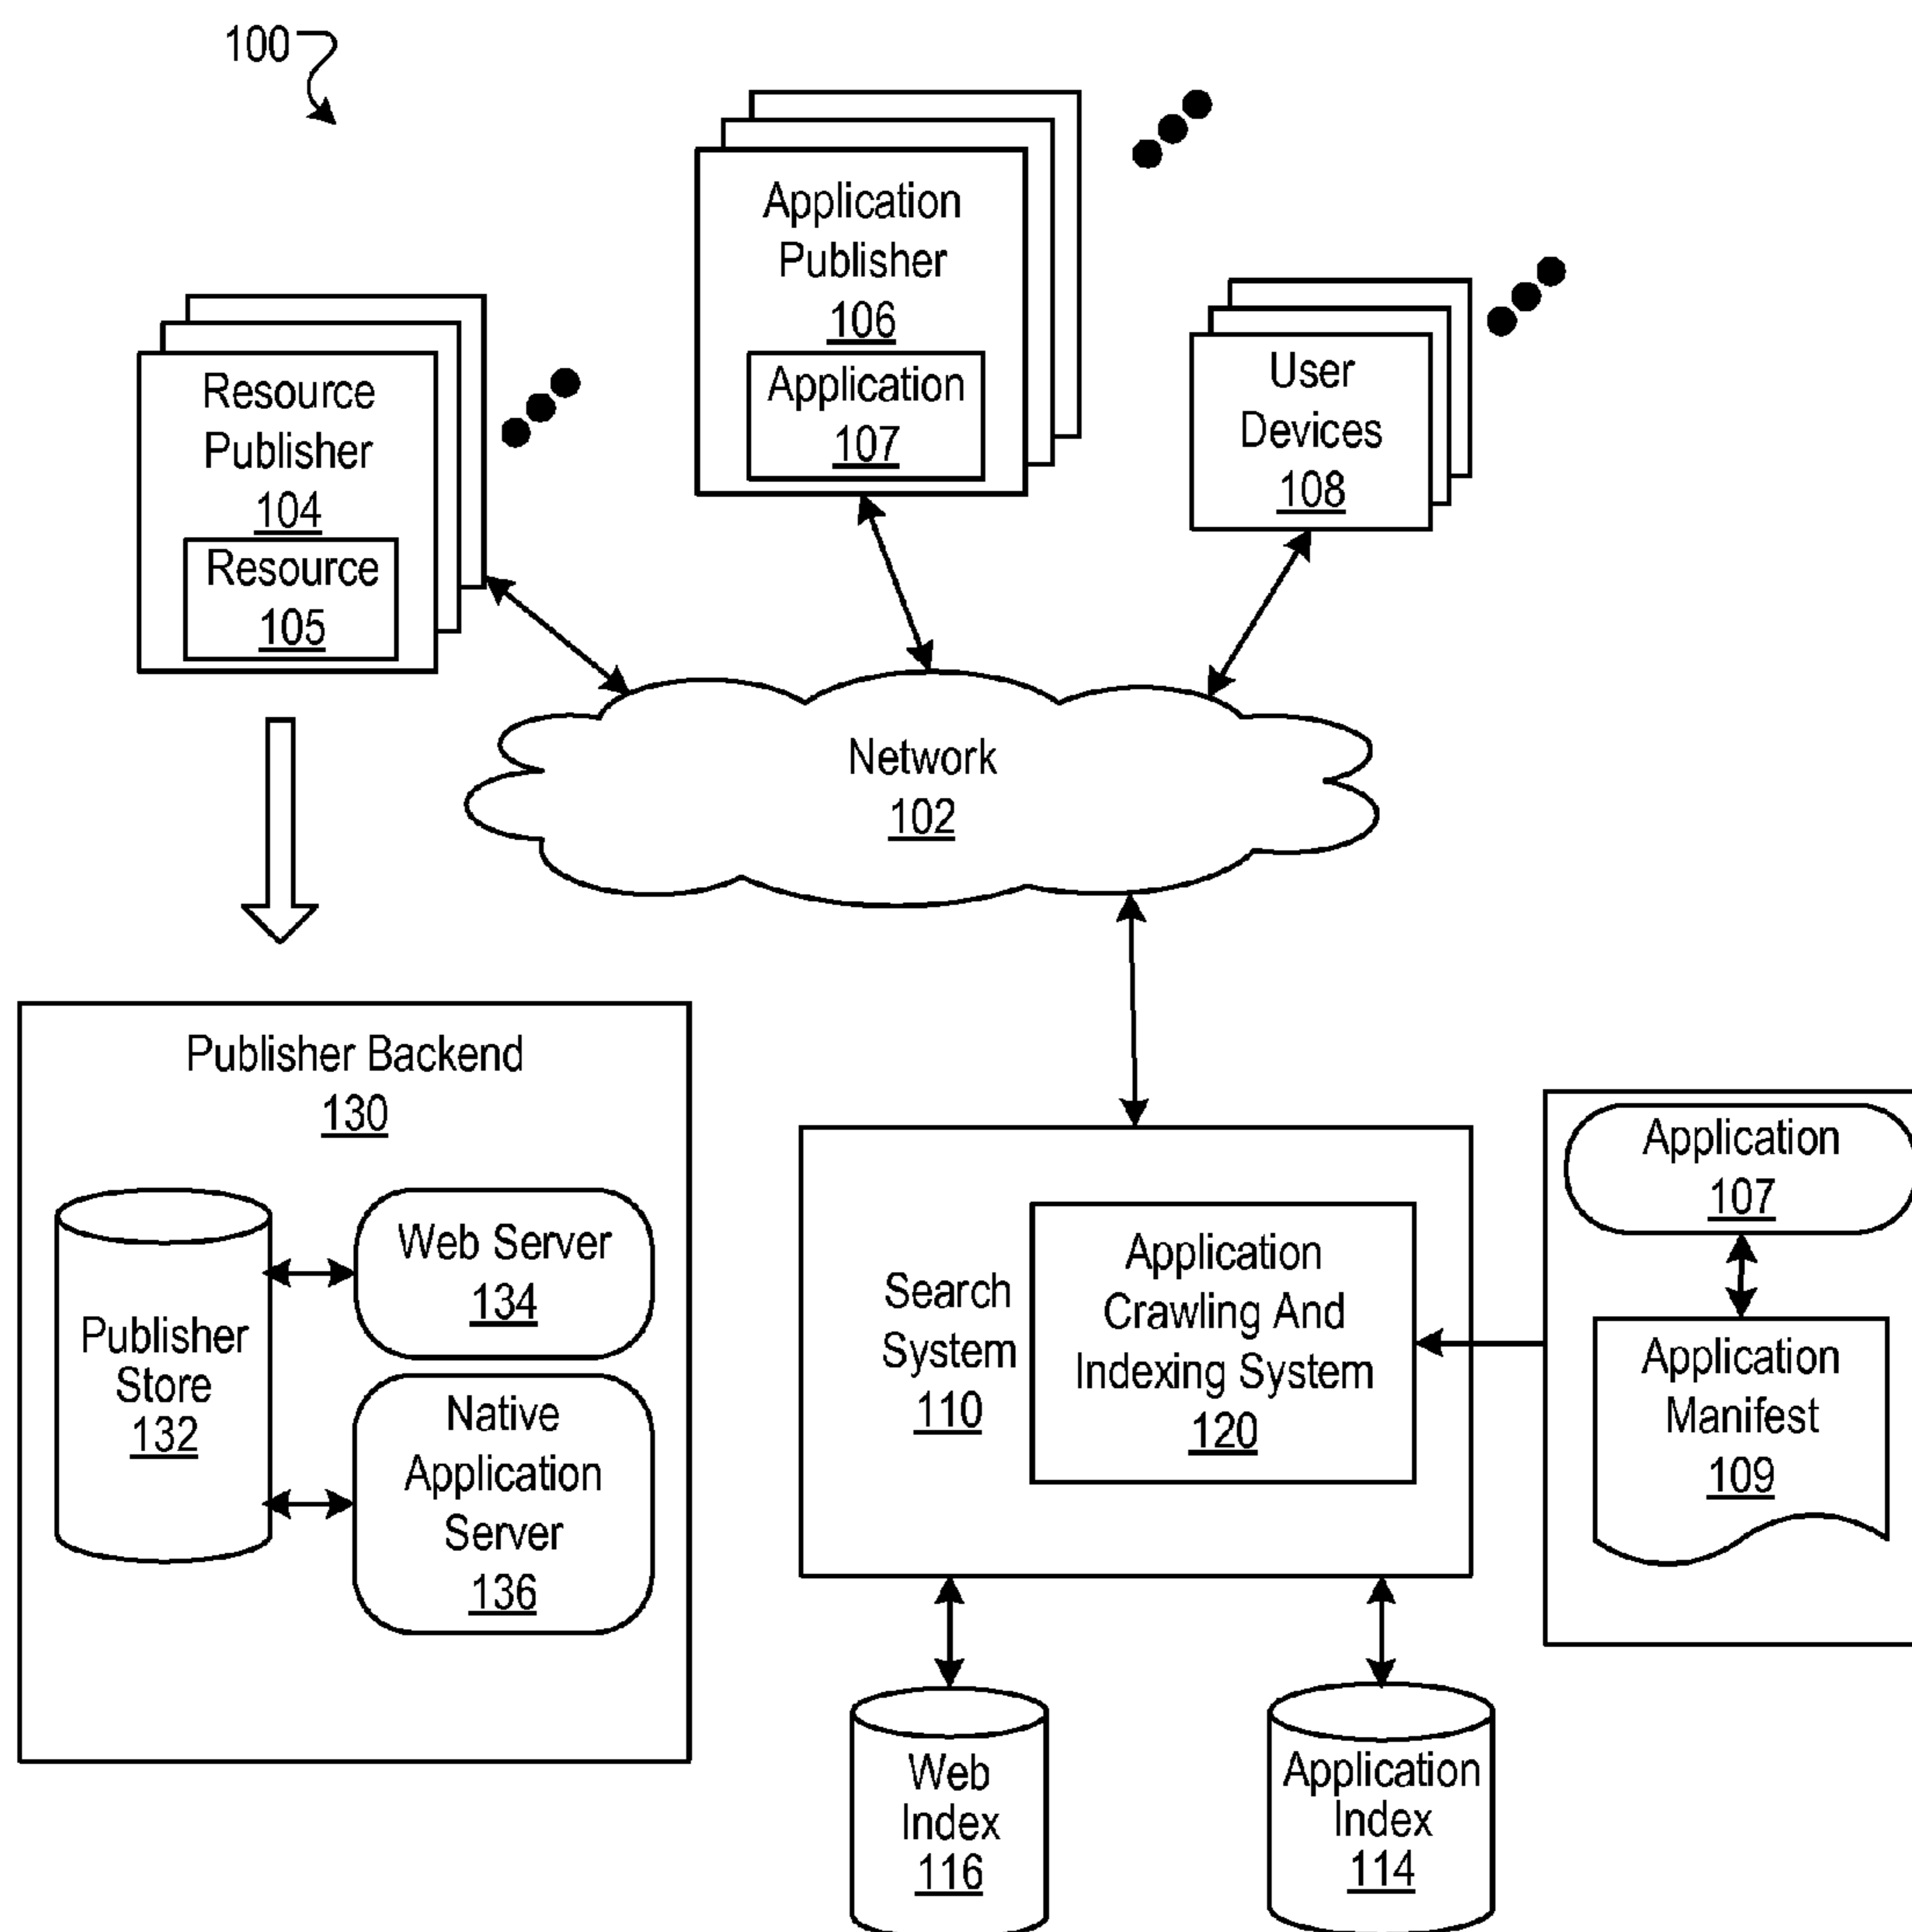 100
Application
Publisher
106
Application
107
Resource
Publisher
104
Resource
105
User
Devices
108
Network
102
Publisher Backend
130
Publisher
Store
132
Web Server
134
Native
Application
Server
136
Search
System
110
Application
Crawling And
Indexing System
120
Application
107
Application
Manifest
109
Web
Index
116
Application
Index
114